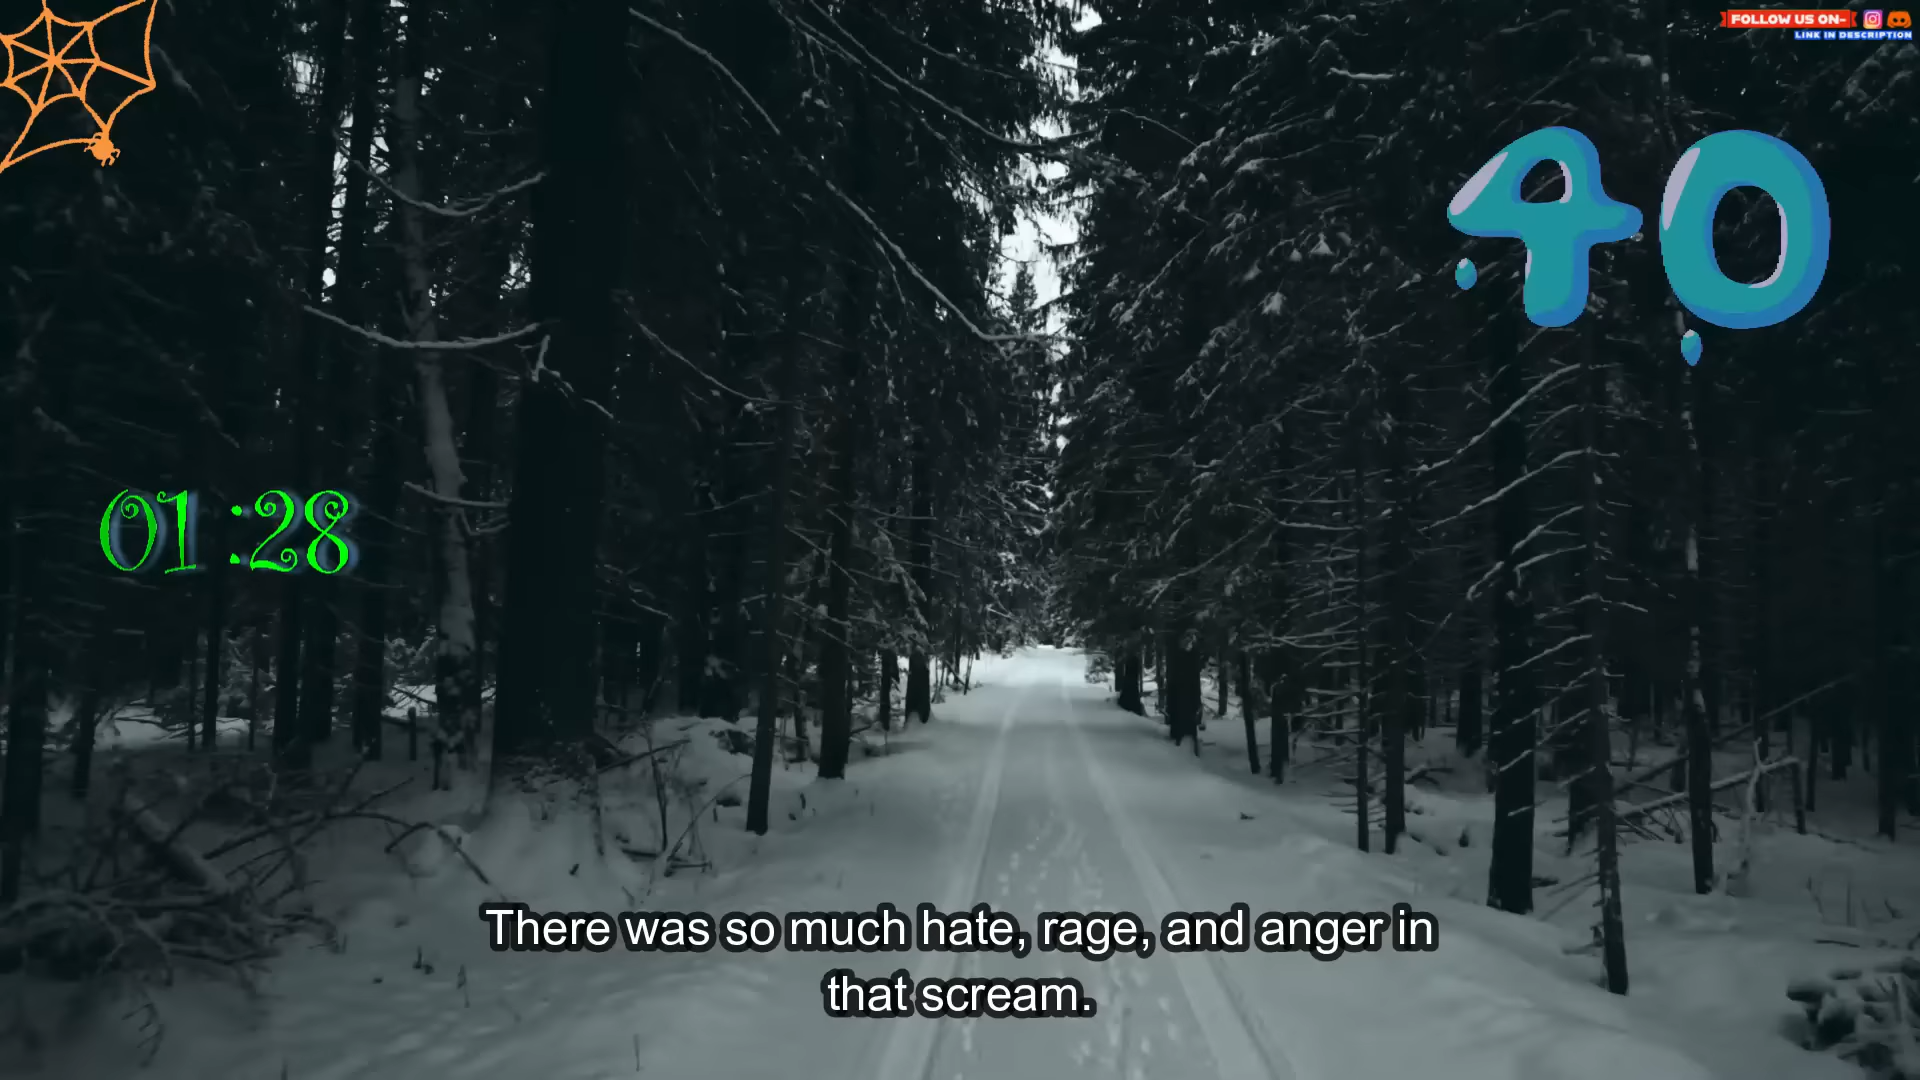 FOLLOW US ON-
LINK IN DESCRIPTION
40
01:28
There was so much hate, rage, and anger in
that scream.